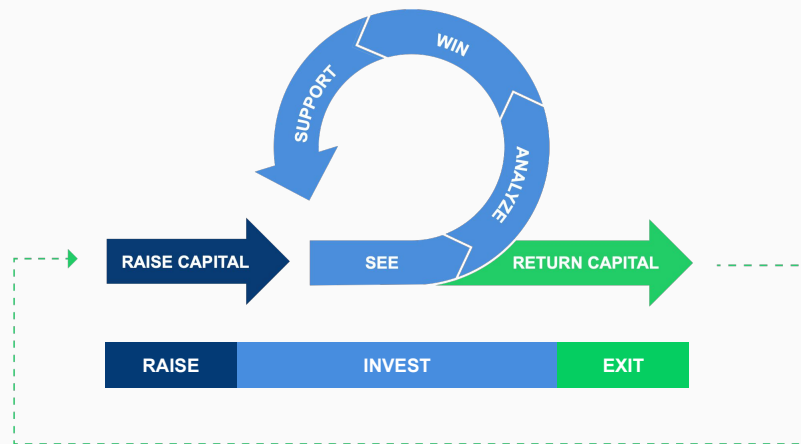 WIN
SUPPORT
ANALYZE
RAISE CAPITAL
SEE
RETURN CAPITAL
RAISE
INVEST
EXIT